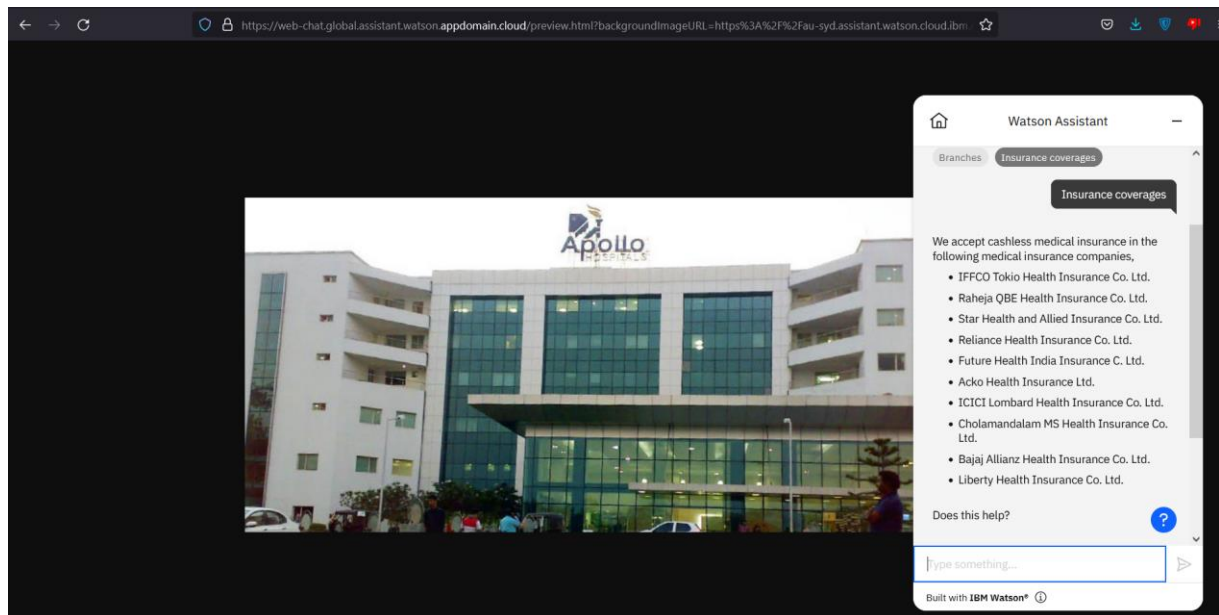 https://web-chat.global.assistant.watson.appdomain.cloud/preview.html?backgroundImageURL=https%3A%2F%2Fau-syd.assistant.watson.cloud.ibm
Apollo
HOSPITALS
Watson Assistant
Branches
Insurance coverages
Insurance coverages
We accept cashless medical insurance in the
following medical insurance companies,
• IFFCO Tokio Health Insurance Co. Ltd.
• Raheja QBE Health Insurance Co. Ltd.
• Star Health and Allied Insurance Co. Ltd.
• Reliance Health Insurance Co. Ltd.
• Future Health India Insurance C. Ltd.
• Acko Health Insurance Ltd.
• ICICI Lombard Health Insurance Co. Ltd.
• Cholamandalam MS Health Insurance Co.
Ltd.
• Bajaj Allianz Health Insurance Co. Ltd.
• Liberty Health Insurance Co. Ltd.
Does this help?
?
Type something...
Built with IBM Watson®